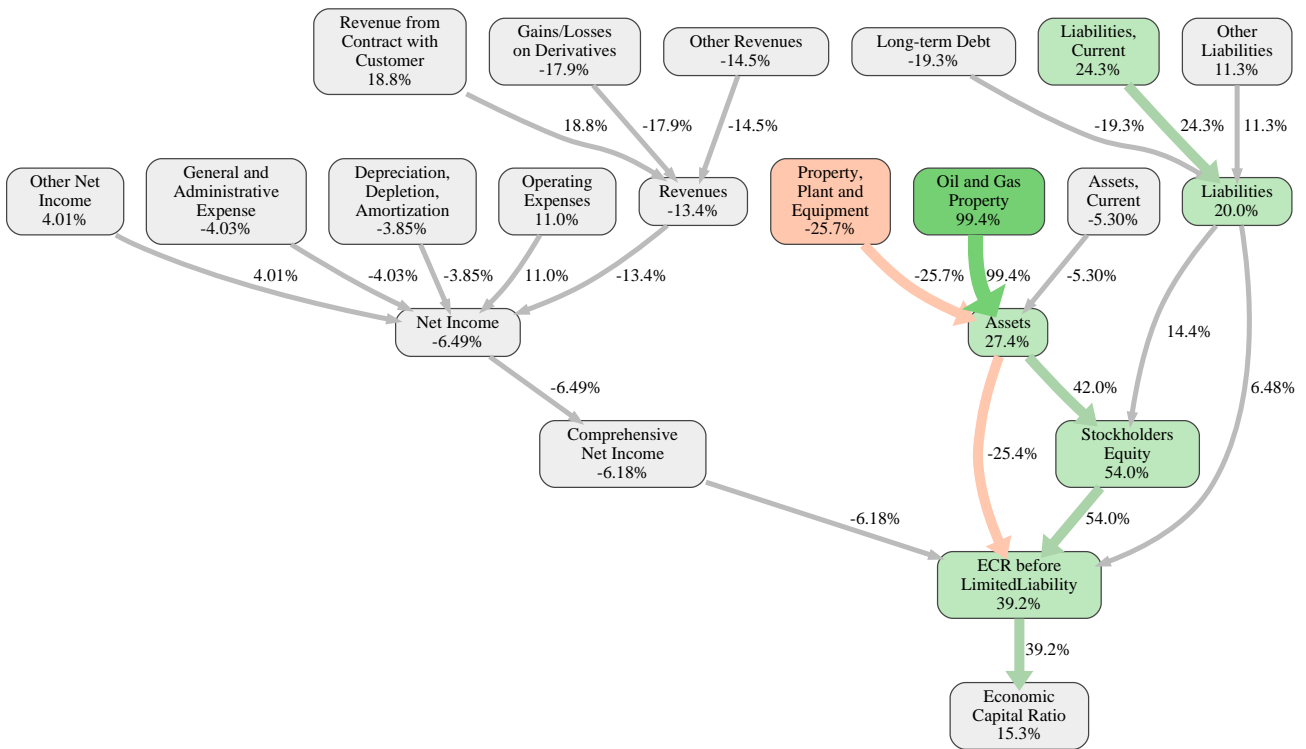 Revenue from
Contract with
Customer
18.8%
Gains/Losses
on Derivatives
-17.9%
Other Revenues
-14.5%
Long-term Debt
-19.3%
Liabilities,
Current
24.3%
Other
Liabilities
11.3%
18.8%
-17.9%
-14.5%
-19.3%
24.3%
11.3%
Other Net
Income
4.01%
General and
Administrative
Expense
-4.03%
Depreciation,
Depletion,
Amortization
-3.85%
Operating
Expenses
11.0%
Revenues
-13.4%
Property,
Plant and
Equipment
-25.7%
Oil and Gas
Property
99.4%
Assets,
Current
-5.30%
Liabilities
20.0%
4.01%
-4.03%
-3.85%
11.0%
-13.4%
-25.7%
99.4%
-5.30%
Net Income
-6.49%
Assets
27.4%
14.4%
-6.49%
42.0%
6.48%
Comprehensive
Net Income
-6.18%
-25.4%
Stockholders
Equity
54.0%
-6.18%
54.0%
ECR before
LimitedLiability
39.2%
39.2%
Economic
Capital Ratio
15.3%